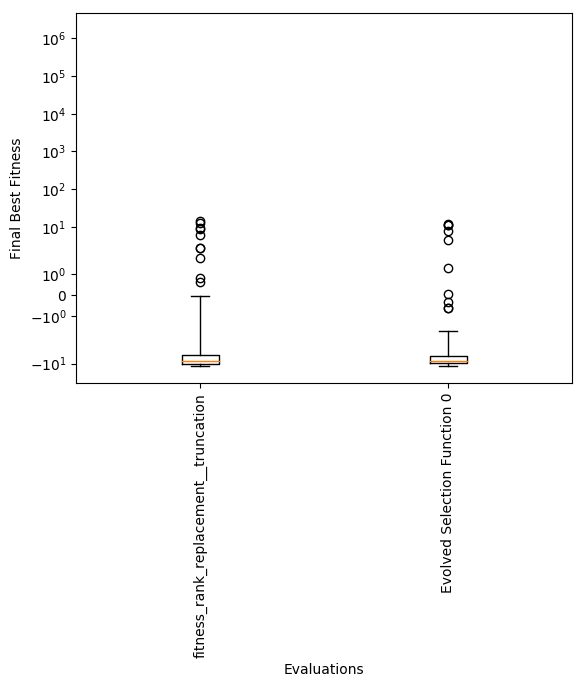 Final Best Fitness
10^6
10^5
10^4
10^3
10^2
10^1
10^0
0
−10^0
−10^1
fitness_rank_replacement__truncation
Evolved Selection Function 0
Evaluations